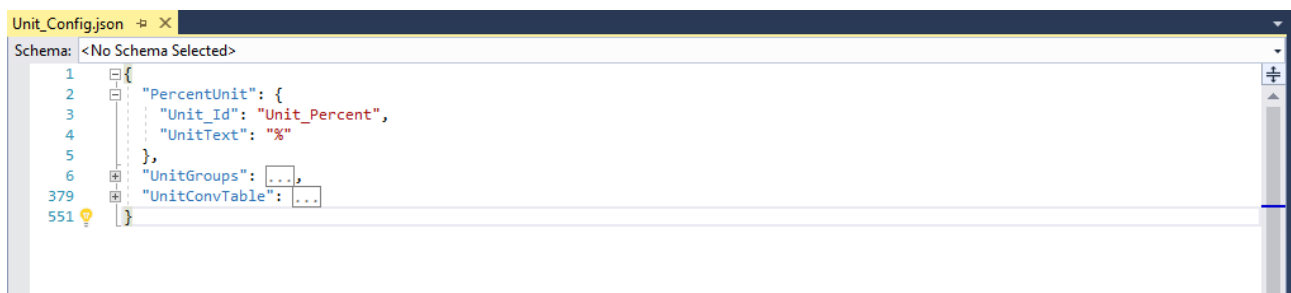 Unit_Config.json
Schema: <No Schema Selected>
1 {
2 "PercentUnit": {
3 "Unit_Id": "Unit_Percent",
4 "UnitText": "%"
5 },
6 "UnitGroups": ...,
379 "UnitConvTable": ...
551 }